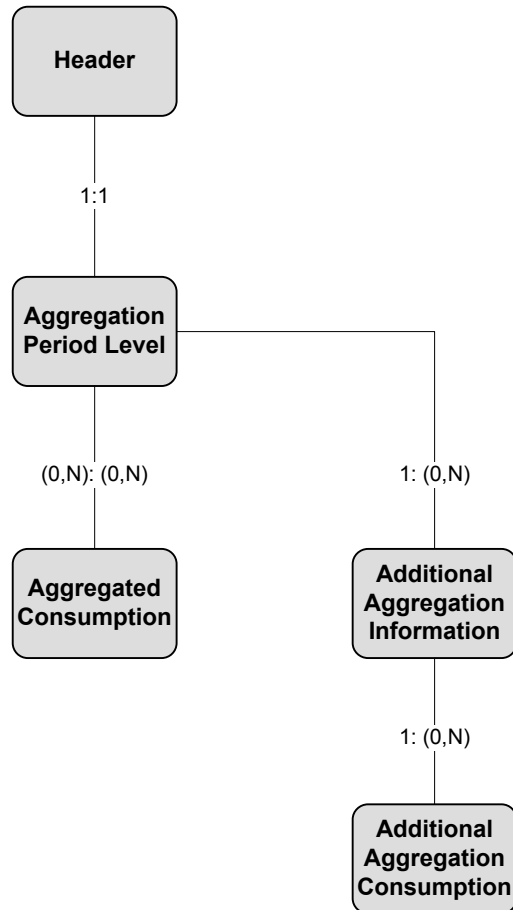 Header
1:1
Aggregation
Period Level
(0,N): (0,N)
1: (0,N)
Aggregated
Consumption
Additional
Aggregation
Information
1: (0,N)
Additional
Aggregation
Consumption